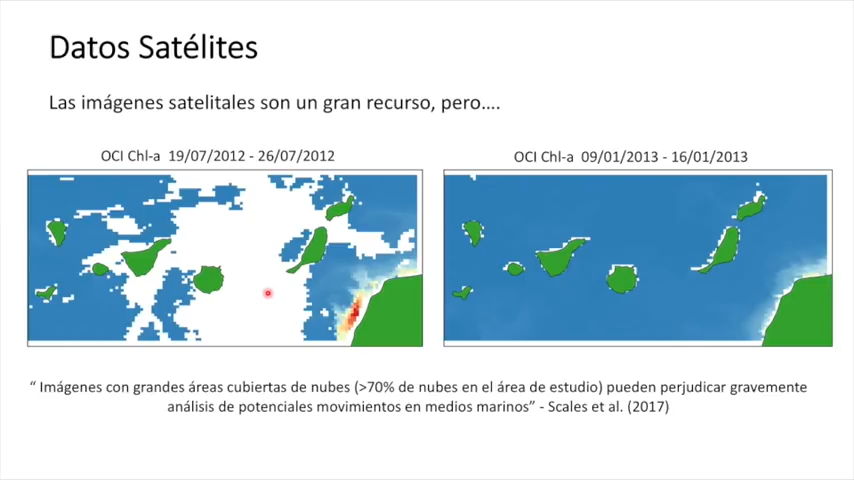 Datos Satélites
Las imágenes satelitales son un gran recurso, pero....
OCI Chl-a 19/07/2012 - 26/07/2012
OCI Chl-a 09/01/2013 - 16/01/2013
“ Imágenes con grandes áreas cubiertas de nubes (>70% de nubes en el área de estudio) pueden perjudicar gravemente
análisis de potenciales movimientos en medios marinos” - Scales et al. (2017)